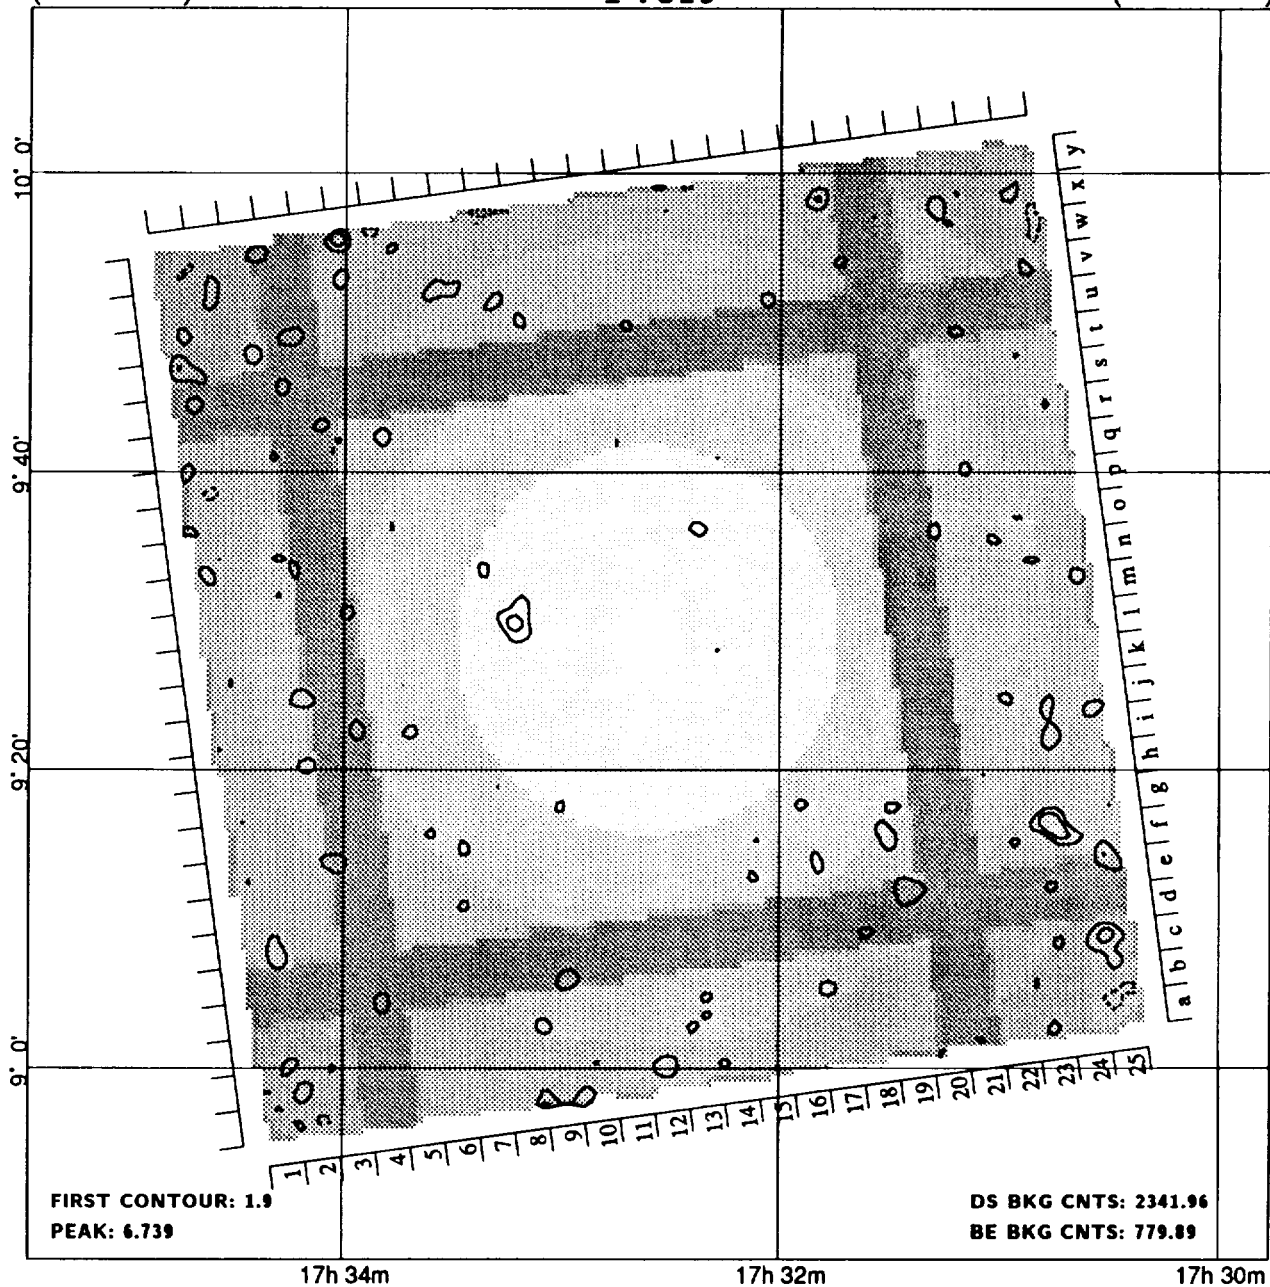 10° 0'
9° 40'
9° 20'
9° 0'
a b c d e f g h i j k l m n o p q r s t u v w x y
1 2 3 4 5 6 7 8 9 10 11 12 13 14 15 16 17 18 19 20 21 22 23 24 25
FIRST CONTOUR: 1.9
PEAK: 6.739
DS BKG CNTS: 2341.96
BE BKG CNTS: 779.89
17h 34m
17h 32m
17h 30m